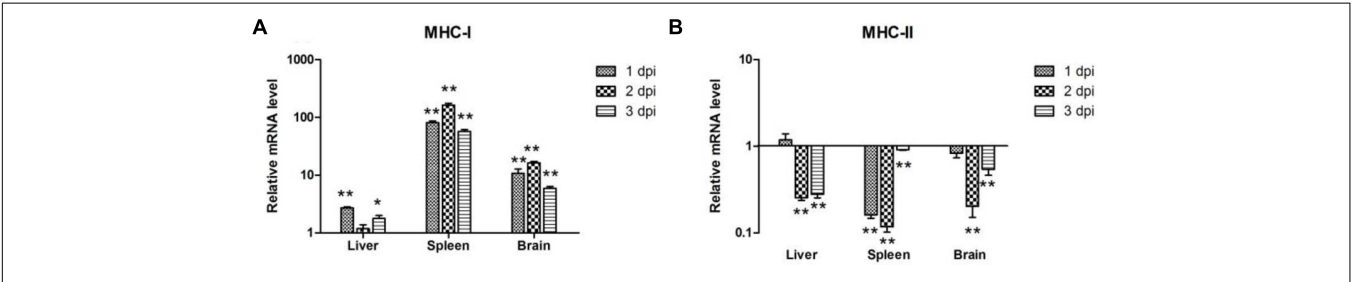 A
MHC-I
Relative mRNA level
1000
100
10
1
**
*
**
**
**
**
**
**
Liver
Spleen
Brain
1 dpi
2 dpi
3 dpi
B
MHC-II
Relative mRNA level
10
1
0.1
**
**
**
**
**
**
**
Liver
Spleen
Brain
1 dpi
2 dpi
3 dpi